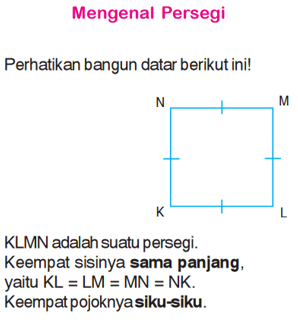 Mengenal Persegi
Perhatikan bangun datar berikut ini!
N M
K L
KLMN adalah suatu persegi.
Keempat sisinya sama panjang,
yaitu KL = LM = MN = NK.
Keempat pojoknya siku-siku.